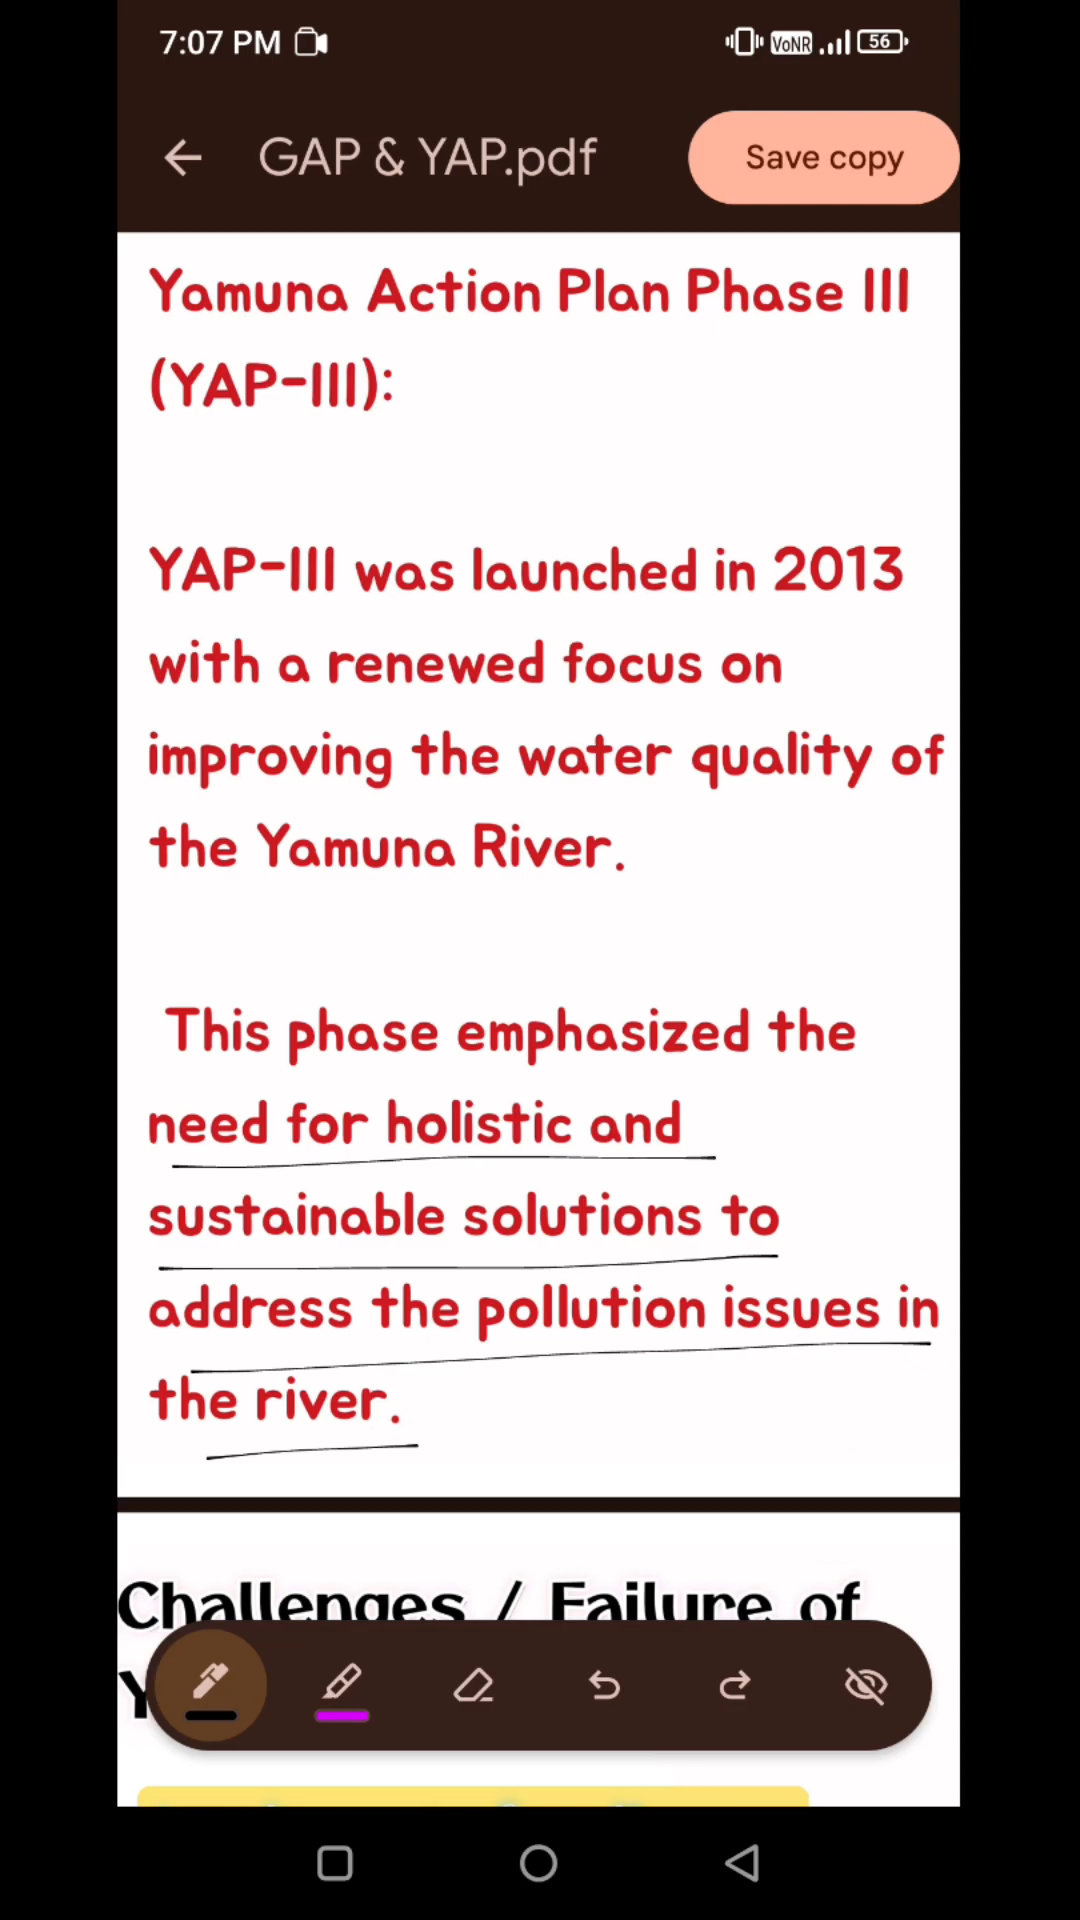 7:07 PM
VoNR
56
GAP & YAP.pdf
Save copy
Yamuna Action Plan Phase III
(YAP-III):
YAP-III was launched in 2013
with a renewed focus on
improving the water quality of
the Yamuna River.
This phase emphasized the
need for holistic and
sustainable solutions to
address the pollution issues in
the river.
Challenges / Failure of